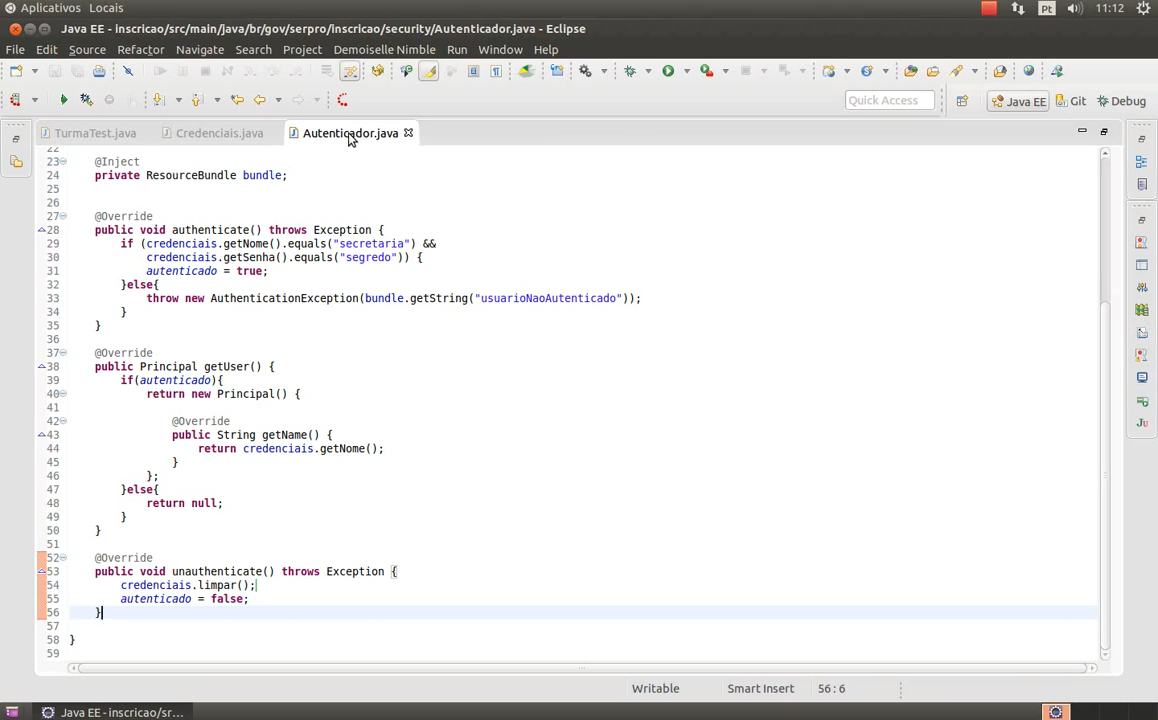 Aplicativos Locais Pt 11:12
Java EE - inscricao/src/main/java/br/gov/serpro/inscricao/security/Autenticador.java - Eclipse
File Edit Source Refactor Navigate Search Project Demoiselle Nimble Run Window Help
Quick Access Java EE Git Debug
TurmaTest.java Credenciais.java Autenticador.java
22
23 @Inject
24 private ResourceBundle bundle;
25
26
27 @Override
28 public void authenticate() throws Exception {
29 if (credenciais.getNome().equals("secretaria") &&
30 credenciais.getSenha().equals("segredo")) {
31 autenticado = true;
32 }else{
33 throw new AuthenticationException(bundle.getString("usuarioNaoAutenticado"));
34 }
35 }
36
37 @Override
38 public Principal getUser() {
39 if(autenticado){
40 return new Principal() {
41
42 @Override
43 public String getName() {
44 return credenciais.getNome();
45 }
46 };
47 }else{
48 return null;
49 }
50 }
51
52 @Override
53 public void unauthenticate() throws Exception {
54 credenciais.limpar();
55 autenticado = false;
56 }
57
58 }
59
Writable Smart Insert 56 : 6
Java EE - inscricao/sr...